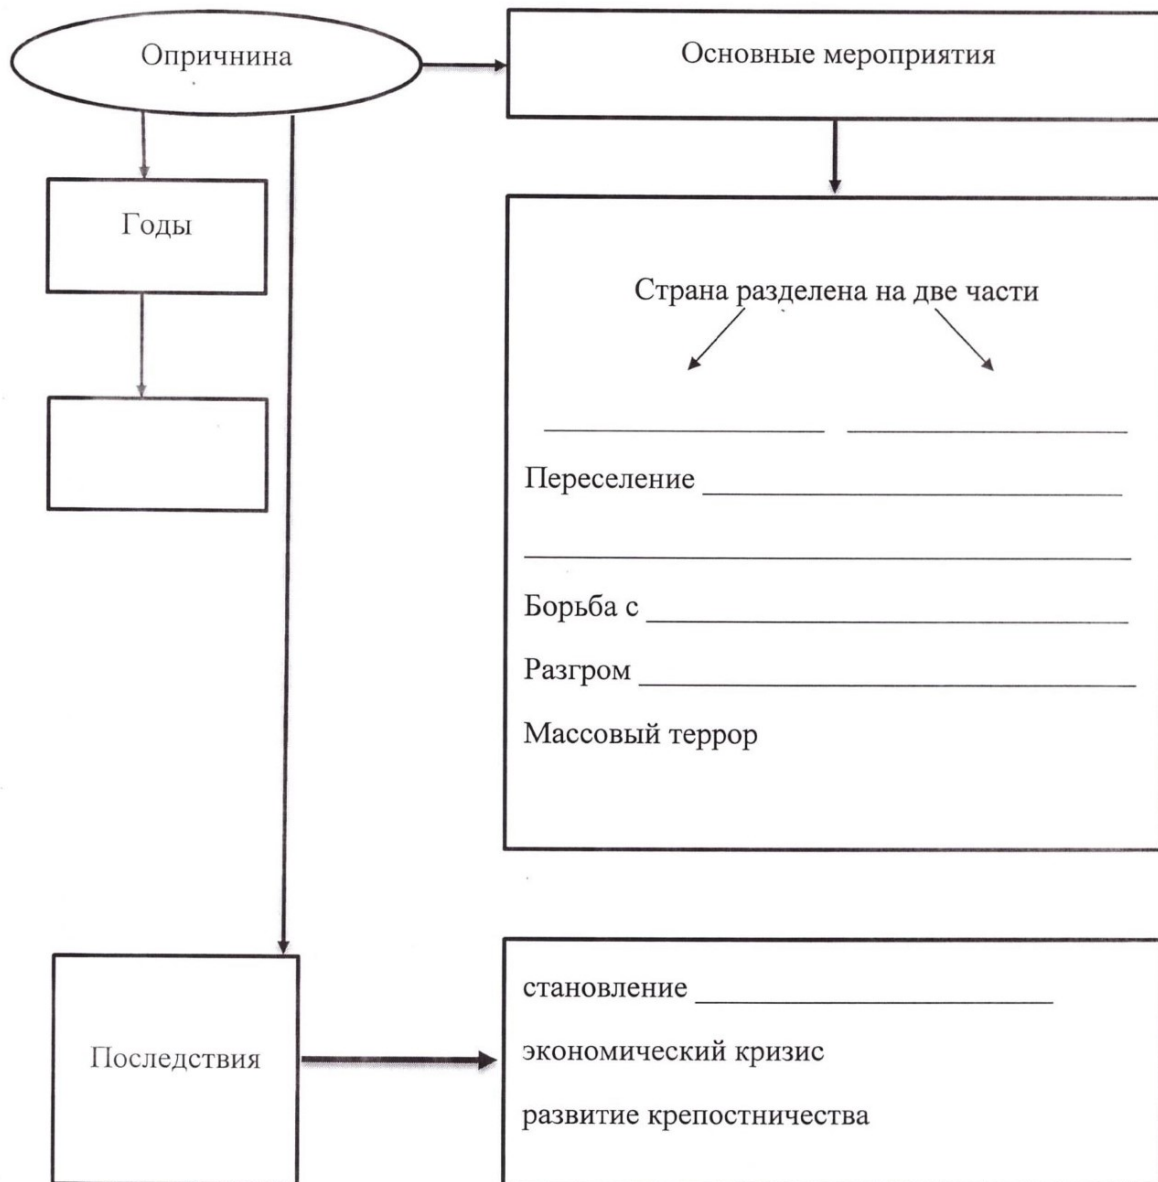 Опричнина
Основные мероприятия
Годы
Страна разделена на две части
Переселение
Борьба с
Разгром
Массовый террор
Последствия
становление
экономический кризис
развитие крепостничества